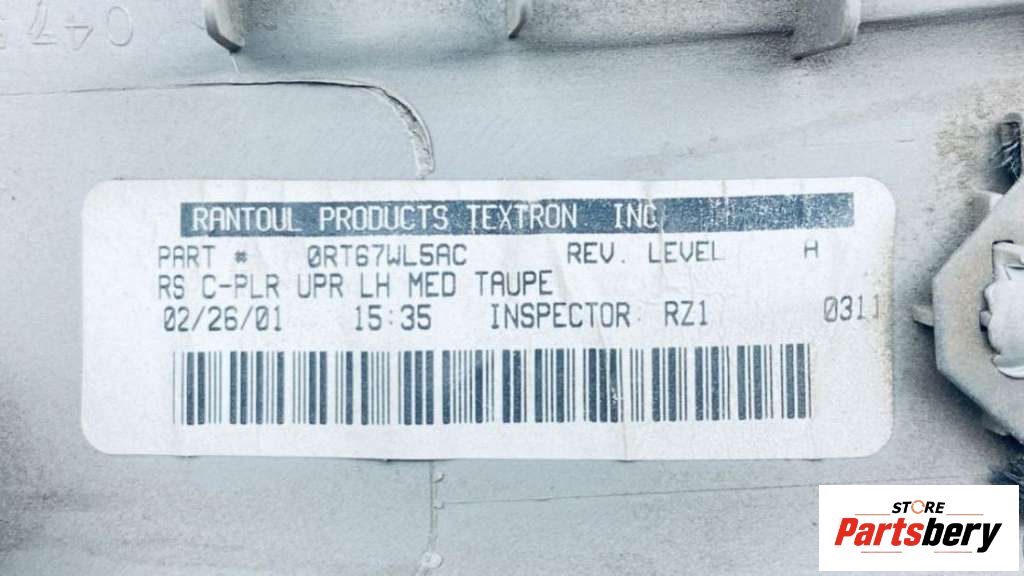 RANTOUL PRODUCTS TEXTRON INC
PART # 0RT67WL5AC REV. LEVEL A
RS C-PLR UPR LH MED TAUPE
02/26/01 15:35 INSPECTOR RZ1
STORE
Partsbery